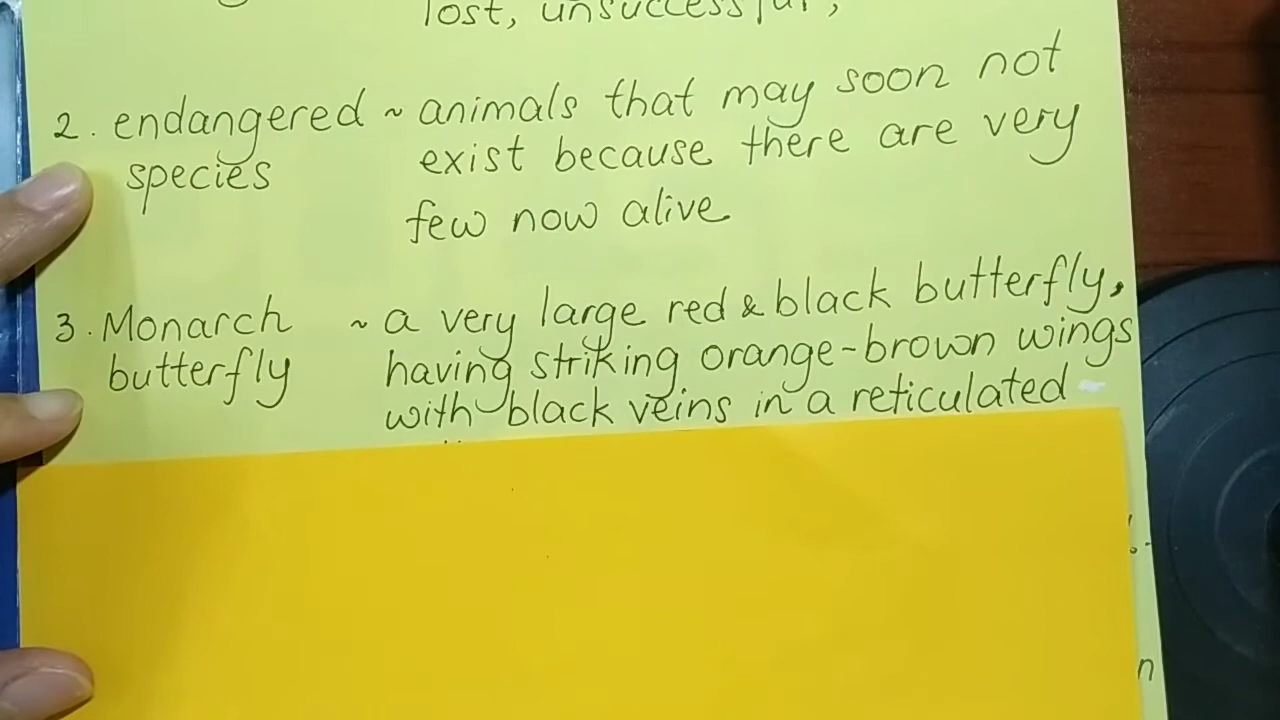 lost, unsuccessful,
2. endangered ~ animals that may soon not
species exist because there are very
few now alive
3. Monarch ~ a very large red & black butterfly,
butterfly having striking orange-brown wings
with black veins in a reticulated
n